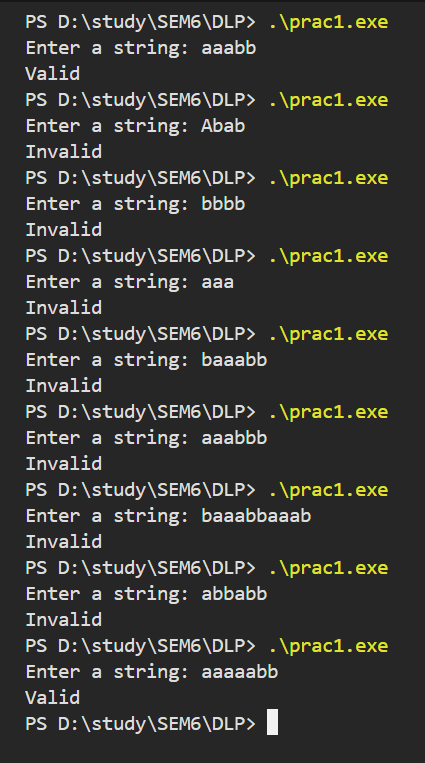 PS D:\study\SEM6\DLP> .\prac1.exe
Enter a string: aaabb
Valid
PS D:\study\SEM6\DLP> .\prac1.exe
Enter a string: Abab
Invalid
PS D:\study\SEM6\DLP> .\prac1.exe
Enter a string: bbbb
Invalid
PS D:\study\SEM6\DLP> .\prac1.exe
Enter a string: aaa
Invalid
PS D:\study\SEM6\DLP> .\prac1.exe
Enter a string: baaabb
Invalid
PS D:\study\SEM6\DLP> .\prac1.exe
Enter a string: aaabbb
Invalid
PS D:\study\SEM6\DLP> .\prac1.exe
Enter a string: baaabbaaab
Invalid
PS D:\study\SEM6\DLP> .\prac1.exe
Enter a string: abbabb
Invalid
PS D:\study\SEM6\DLP> .\prac1.exe
Enter a string: aaaaabb
Valid
PS D:\study\SEM6\DLP>